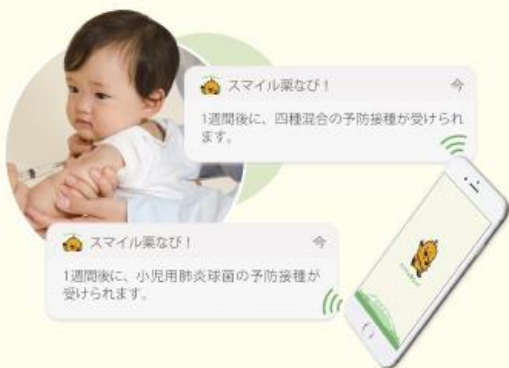 スマイル栗なび！ 今
1週間後に、四種混合の予防接種が受けられ
ます。
スマイル栗なび！ 今
1週間後に、小児用肺炎球菌の予防接種が
受けられます。